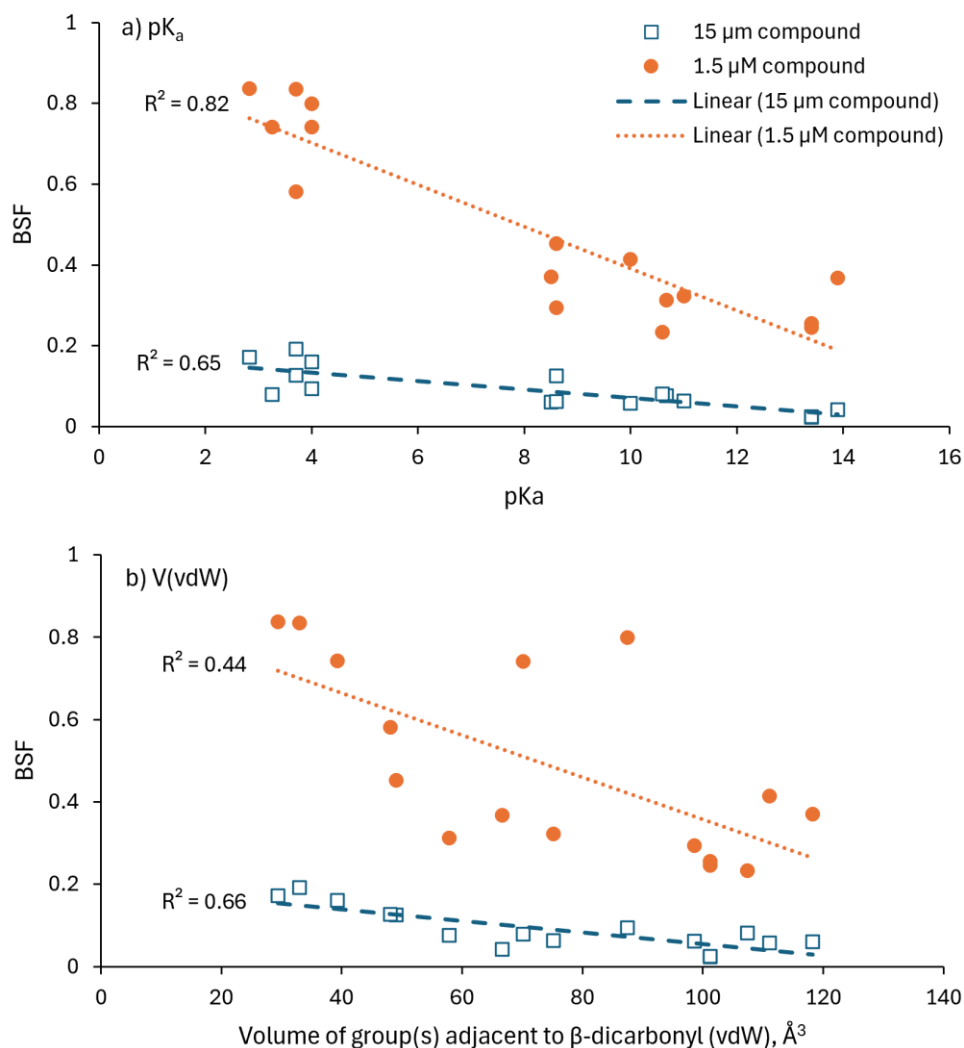 a) pKₐ
15 µm compound
1.5 µM compound
Linear (15 µm compound)
Linear (1.5 µM compound)
R² = 0.82
R² = 0.65
BSF
1
0.8
0.6
0.4
0.2
0
0 2 4 6 8 10 12 14 16
pKa
b) V(vdW)
R² = 0.44
R² = 0.66
BSF
1
0.8
0.6
0.4
0.2
0
0 20 40 60 80 100 120 140
Volume of group(s) adjacent to β-dicarbonyl (vdW), Å³